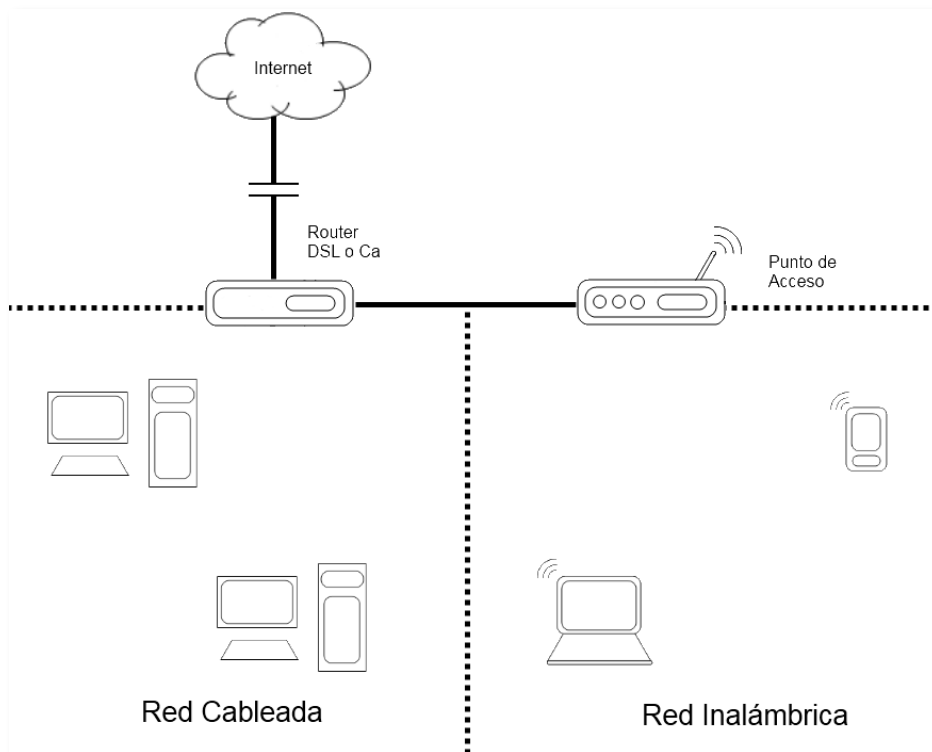 Internet
Router
DSL o Ca
Punto de
Acceso
Red Cableada
Red Inalámbrica